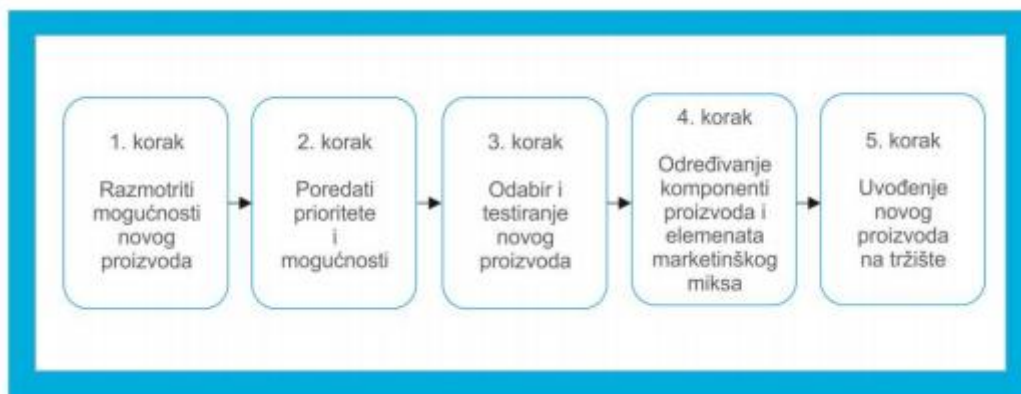 1. korak
Razmotriti
mogućnosti
novog
proizvoda
2. korak
Poredati
prioritete
i
mogućnosti
3. korak
Odabir i
testiranje
novog
proizvoda
4. korak
Određivanje
komponenti
proizvoda i
elemenata
marketinškog
miksa
5. korak
Uvođenje
novog
proizvoda
na tržište